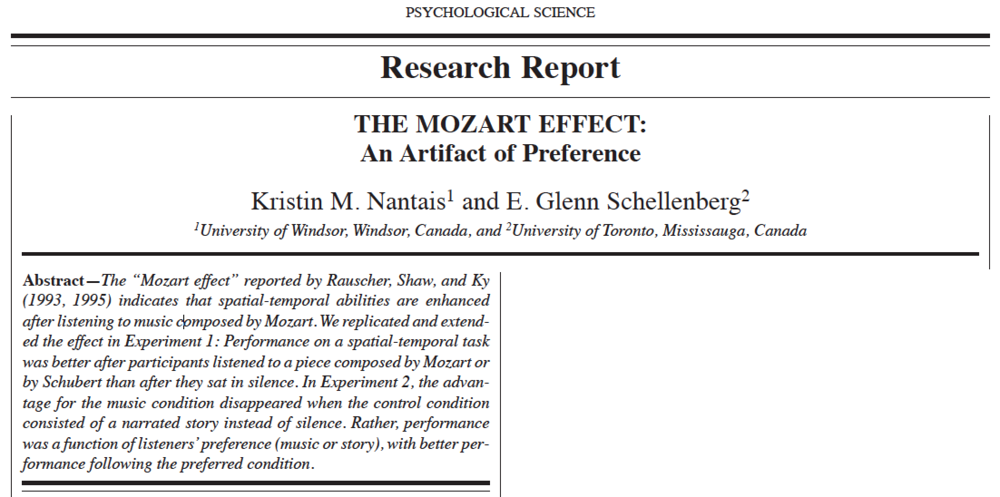 PSYCHOLOGICAL SCIENCE
Research Report
THE MOZART EFFECT:
An Artifact of Preference
Kristin M. Nantais¹ and E. Glenn Schellenberg²
¹University of Windsor, Windsor, Canada, and ²University of Toronto, Mississauga, Canada
Abstract—The “Mozart effect” reported by Rauscher, Shaw, and Ky
(1993, 1995) indicates that spatial-temporal abilities are enhanced
after listening to music composed by Mozart. We replicated and extend-
ed the effect in Experiment 1: Performance on a spatial-temporal task
was better after participants listened to a piece composed by Mozart or
by Schubert than after they sat in silence. In Experiment 2, the advan-
tage for the music condition disappeared when the control condition
consisted of a narrated story instead of silence. Rather, performance
was a function of listeners’ preference (music or story), with better per-
formance following the preferred condition.